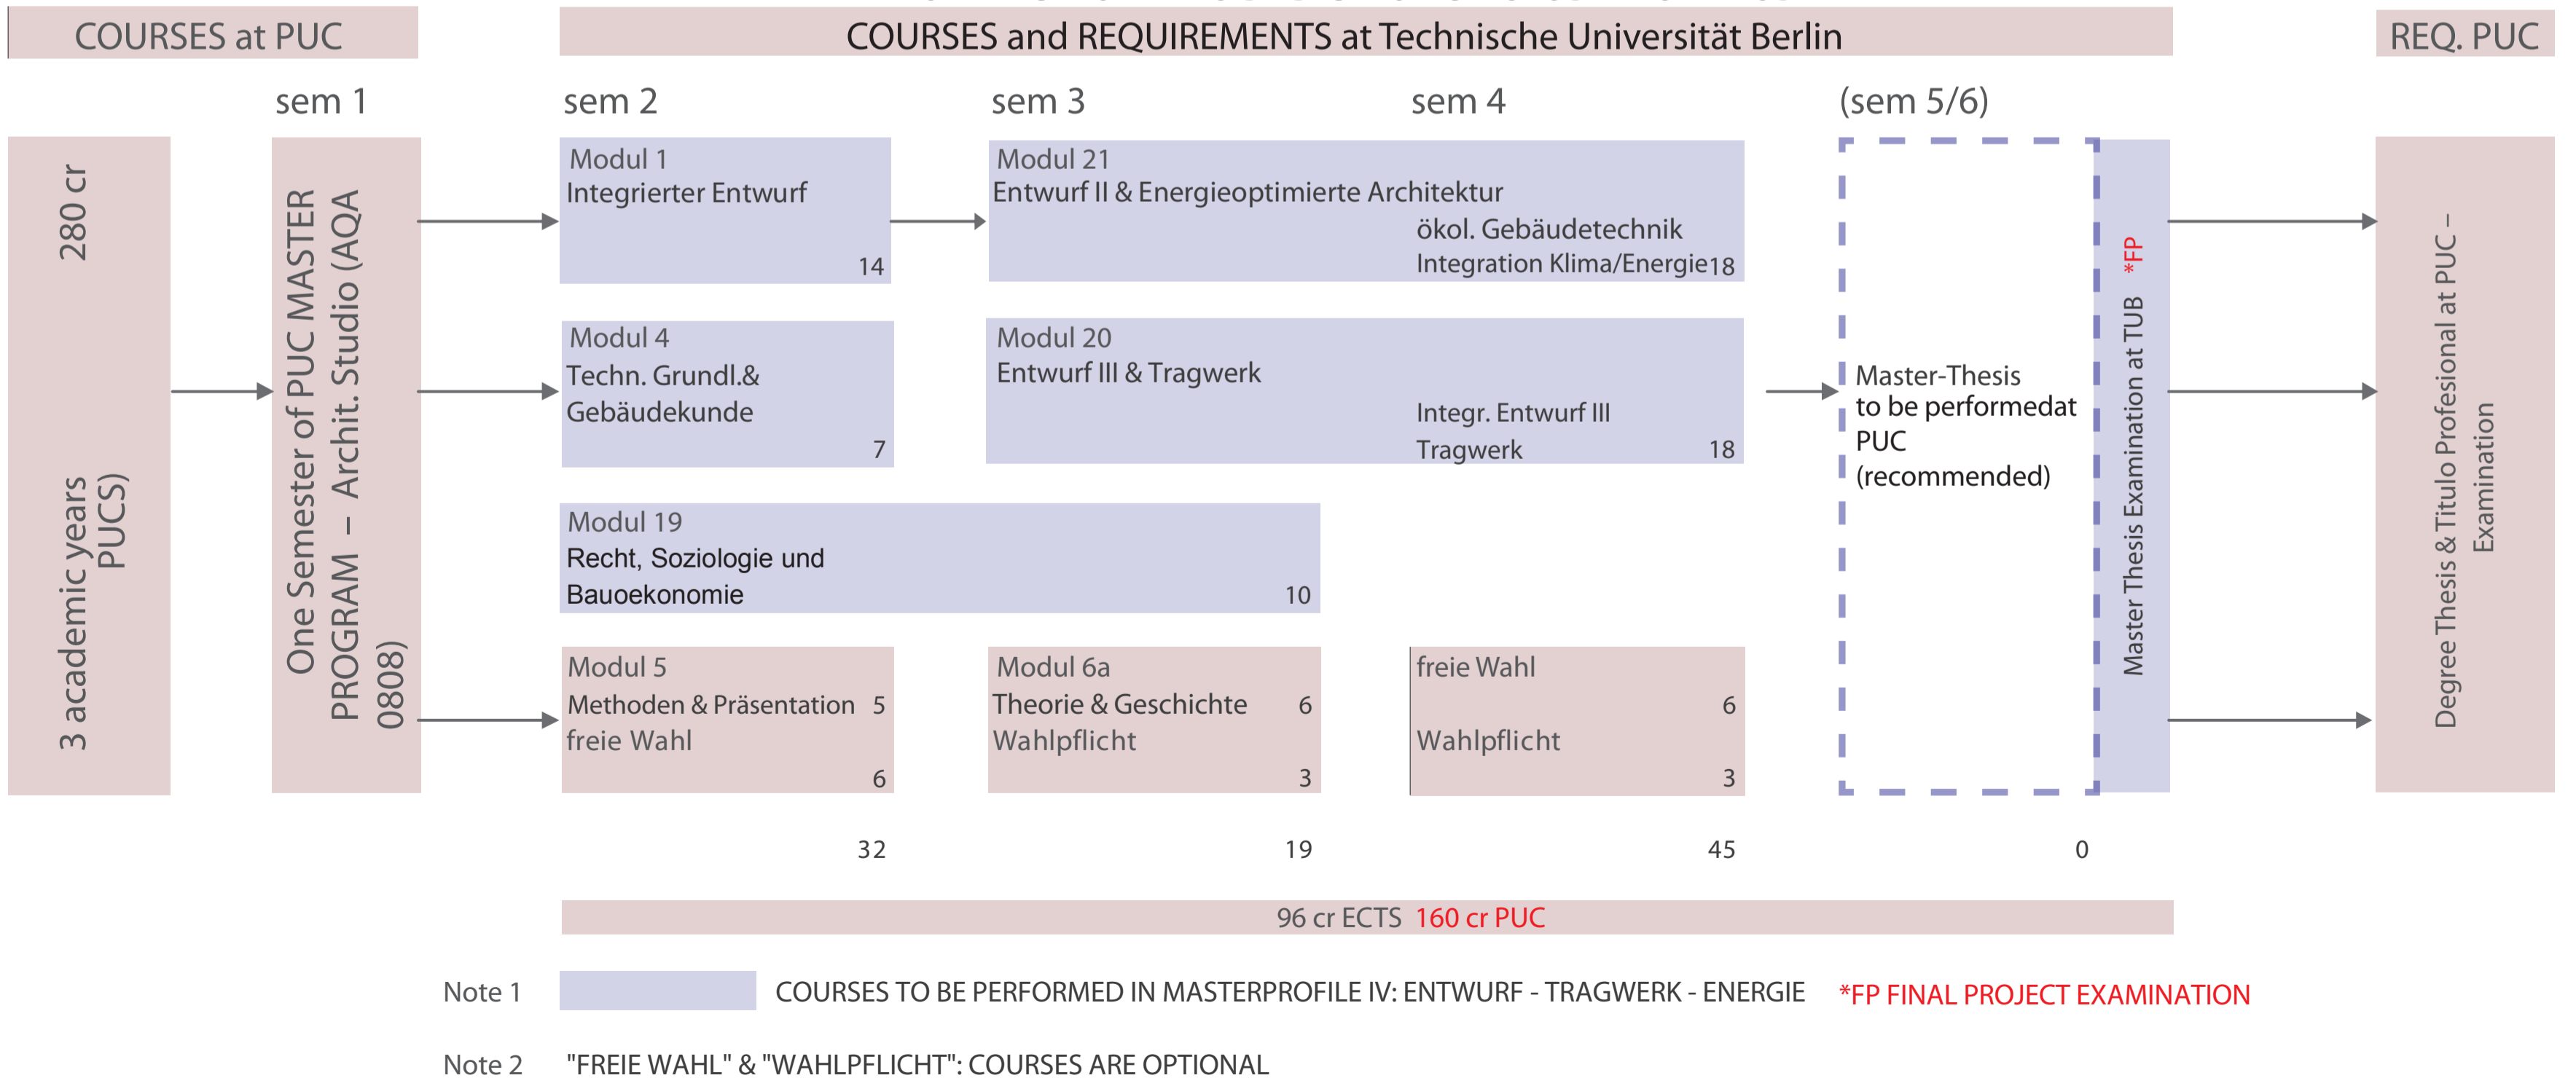 COURSES at PUC
COURSES and REQUIREMENTS at Technische Universität Berlin
REQ. PUC
sem 1
sem 2
sem 3
sem 4
(sem 5/6)
3 academic years 280 cr
PUCS)
One Semester of PUC MASTER
PROGRAM – Archit. Studio (AQA
0808)
Modul 1
Integrierter Entwurf
14
Modul 21
Entwurf II & Energieoptimierte Architektur
ökol. Gebäudetechnik
Integration Klima/Energie 18
Modul 4
Techn. Grundl.&
Gebäudekunde
7
Modul 20
Entwurf III & Tragwerk
Integr. Entwurf III
Tragwerk 18
Modul 19
Recht, Soziologie und
Bauoekonomie 10
Modul 5
Methoden & Präsentation 5
freie Wahl
6
Modul 6a
Theorie & Geschichte 6
Wahlpflicht
3
freie Wahl
6
Wahlpflicht
3
Master-Thesis
to be performedat
PUC
(recommended)
Master Thesis Examination at TUB *FP
Degree Thesis & Titulo Profesional at PUC –
Examination
32
19
45
0
96 cr ECTS 160 cr PUC
Note 1 COURSES TO BE PERFORMED IN MASTERPROFILE IV: ENTWURF - TRAGWERK - ENERGIE *FP FINAL PROJECT EXAMINATION
Note 2 "FREIE WAHL" & "WAHLPFLICHT": COURSES ARE OPTIONAL